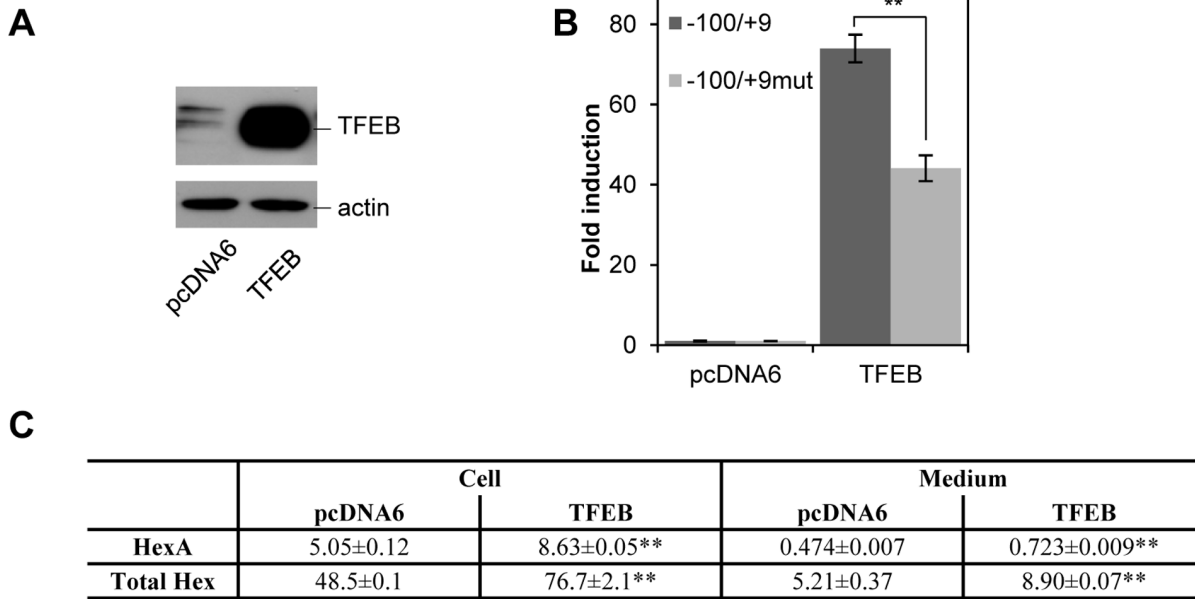 A
TFEB
actin
pcDNA6
TFEB
B
**
-100/+9
-100/+9mut
Fold induction
80
60
40
20
0
pcDNA6
TFEB
C
Cell
Medium
pcDNA6
TFEB
pcDNA6
TFEB
HexA
5.05±0.12
8.63±0.05**
0.474±0.007
0.723±0.009**
Total Hex
48.5±0.1
76.7±2.1**
5.21±0.37
8.90±0.07**